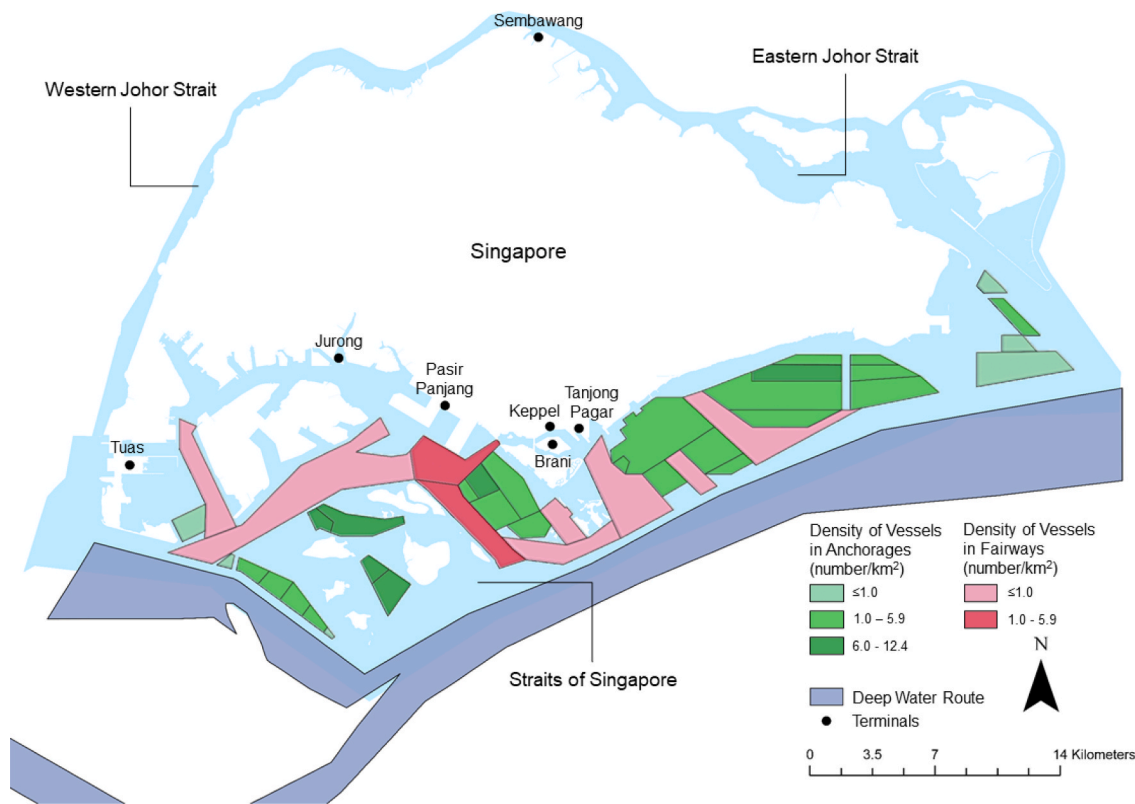 Sembawang
Eastern Johor Strait
Western Johor Strait
Singapore
Jurong
Pasir
Panjang
Keppel
Tanjong
Pagar
Tuas
Brani
Straits of Singapore
Density of Vessels
in Anchorages
(number/km²)
≤1.0
1.0 – 5.9
6.0 - 12.4
Density of Vessels
in Fairways
(number/km²)
≤1.0
1.0 - 5.9
N
Deep Water Route
Terminals
0 3.5 7 14 Kilometers